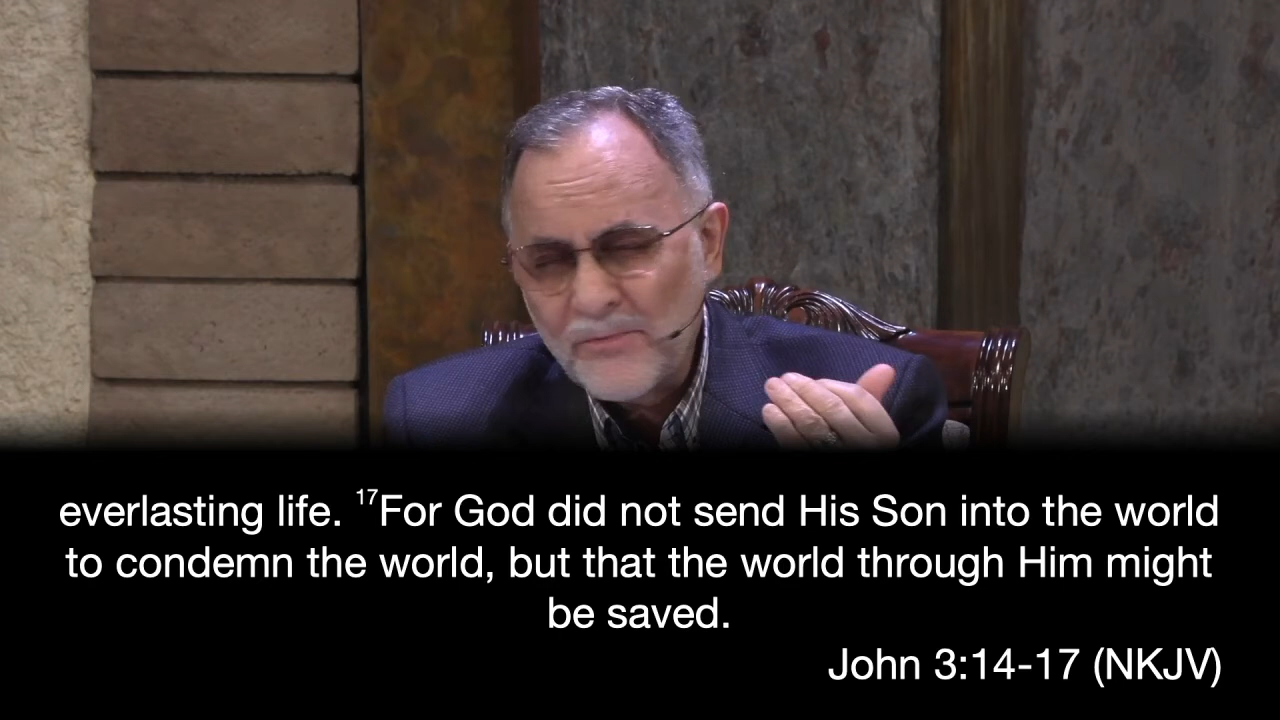 everlasting life. ¹⁷For God did not send His Son into the world
to condemn the world, but that the world through Him might
be saved.
John 3:14-17 (NKJV)